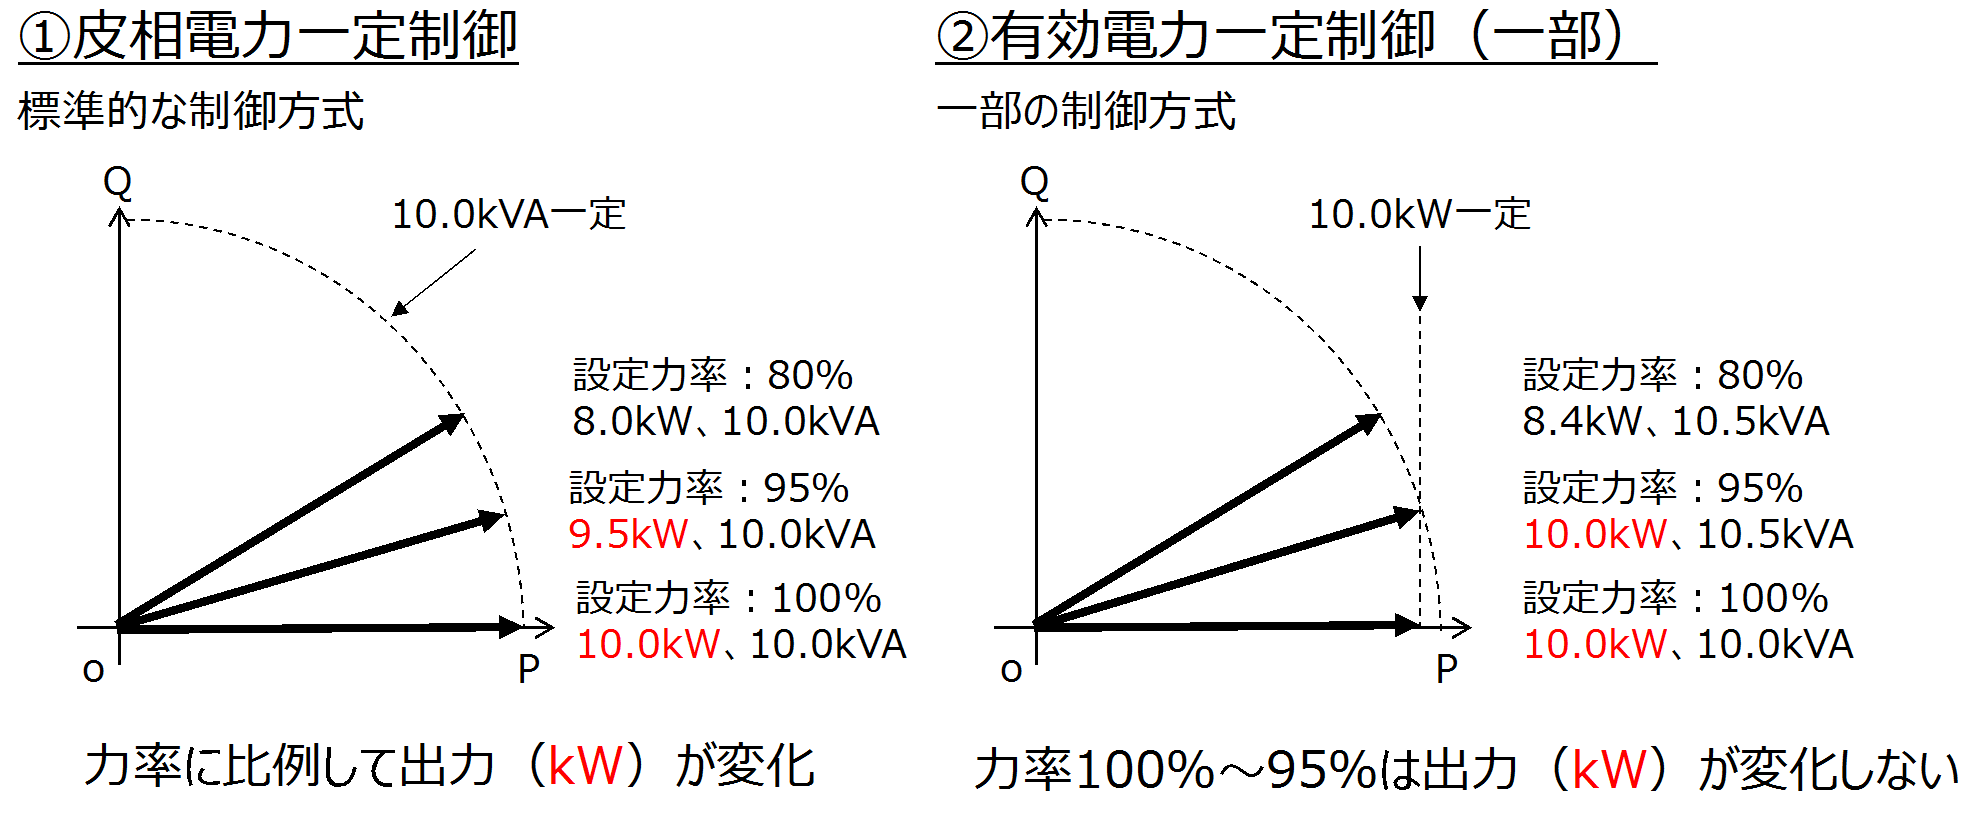 ①皮相電力一定制御
標準的な制御方式
Q
10.0kVA一定
設定力率：80%
8.0kW、10.0kVA
設定力率：95%
9.5kW、10.0kVA
設定力率：100%
10.0kW、10.0kVA
o
P
力率に比例して出力（kW）が変化
②有効電力一定制御（一部）
一部の制御方式
Q
10.0kW一定
設定力率：80%
8.4kW、10.5kVA
設定力率：95%
10.0kW、10.5kVA
設定力率：100%
10.0kW、10.0kVA
o
P
力率100%～95%は出力（kW）が変化しない